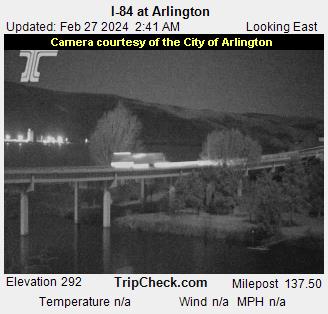 I-84 at Arlington
Updated: Feb 27 2024 2:41 AM Looking East
Camera courtesy of the City of Arlington
Elevation 292 TripCheck.com Milepost 137.50
Temperature n/a Wind n/a MPH n/a